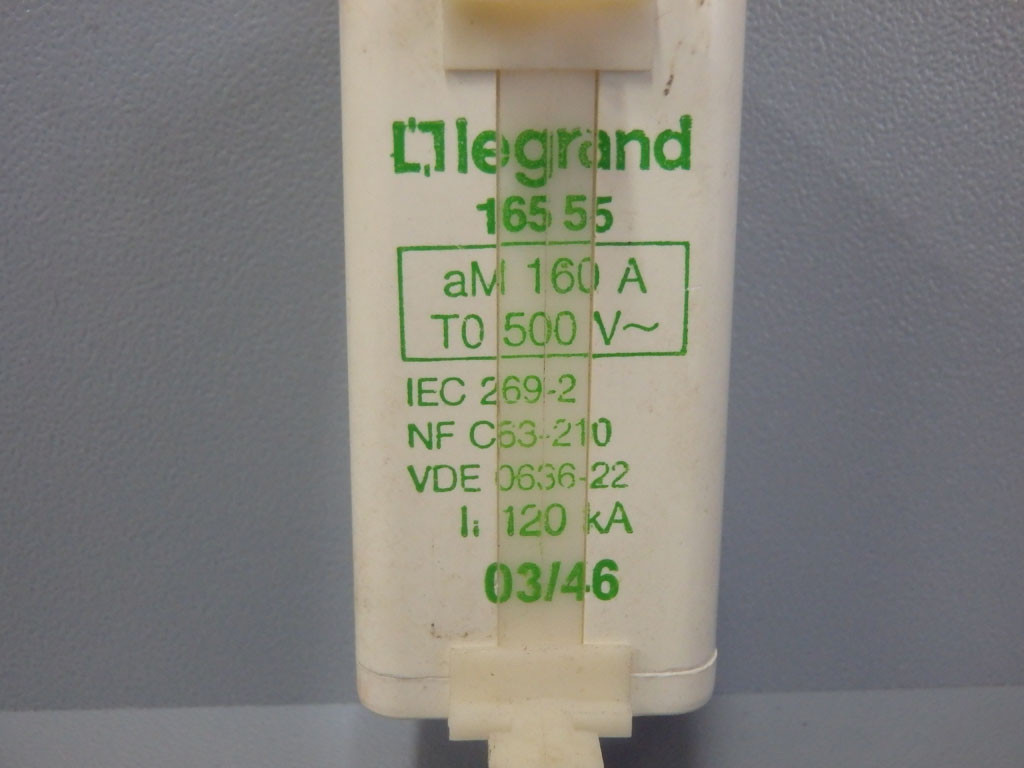 legrand
165 55
aM 160 A
T0 500 V~
IEC 269-2
NF C63-210
VDE 0636-22
I₁ 120 kA
03/46